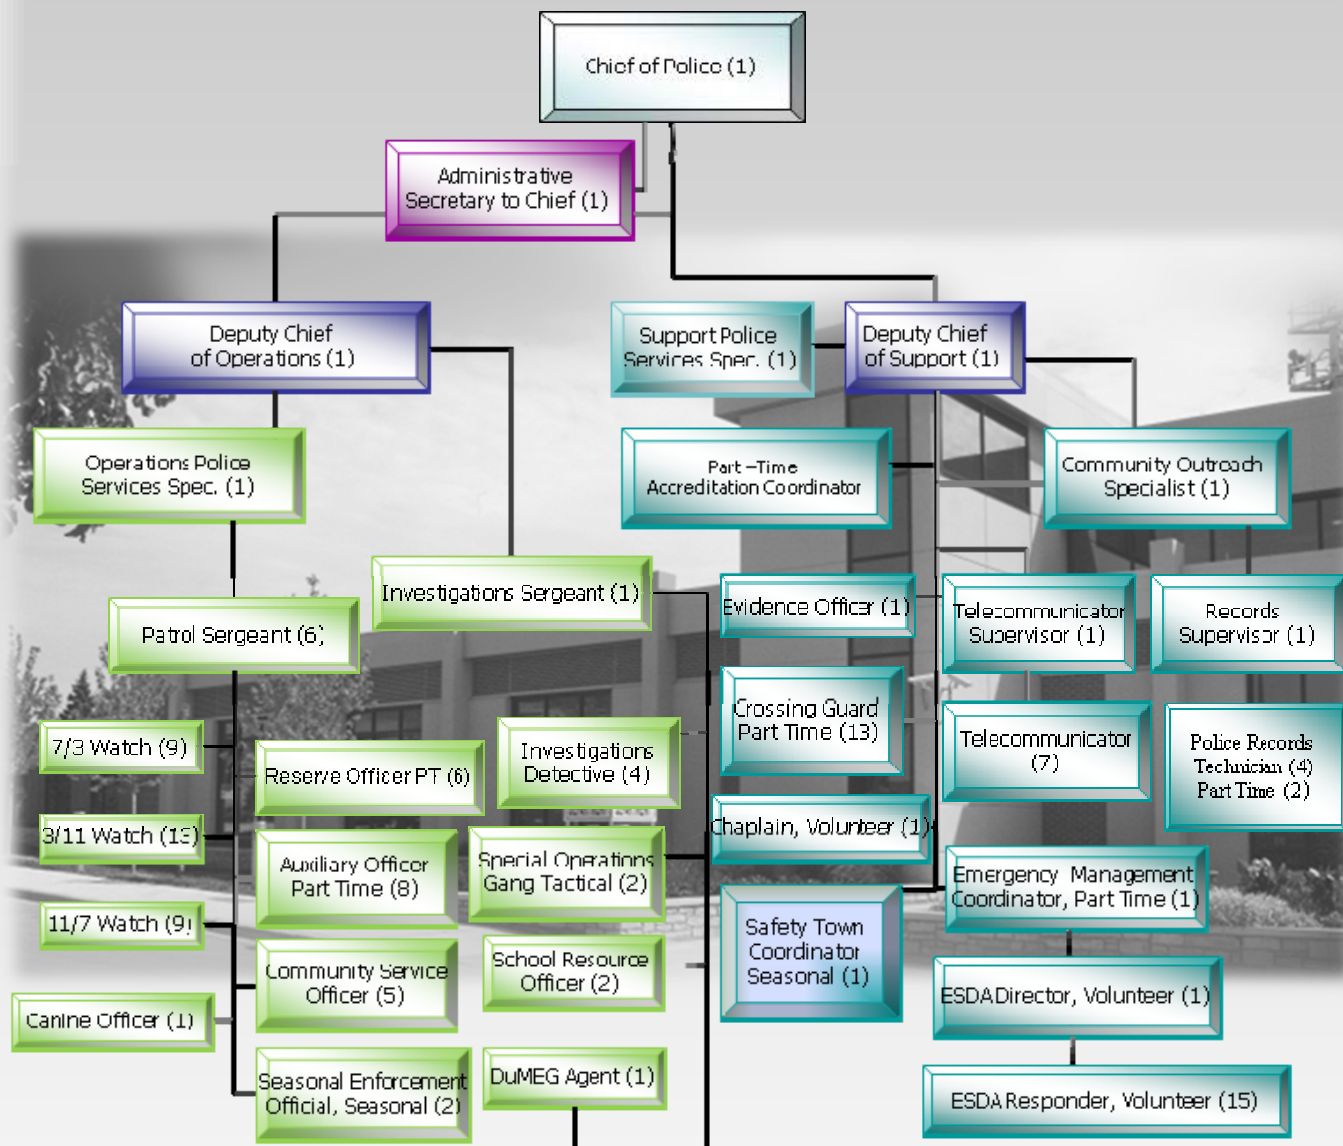 Chief of Police (1)
Administrative
Secretary to Chief (1)
Deputy Chief
of Operations (1)
Support Police
Services Spec. (1)
Deputy Chief
of Support (1)
Operations Police
Services Spec. (1)
Part –Time
Accreditation Coordinator
Community Outreach
Specialist (1)
Investigations Sergeant (1)
Evidence Officer (1)
Telecommunicator
Supervisor (1)
Records
Supervisor (1)
Patrol Sergeant (6)
7/3 Watch (9)
Reserve Officer PT (6)
Investigations
Detective (4)
Crossing Guard
Part Time (13)
Telecommunicator
(7)
Police Records
Technician (4)
Part Time (2)
3/11 Watch (13)
Auxiliary Officer
Part Time (8)
Special Operations
Gang Tactical (2)
Chaplain, Volunteer (1)
Emergency Management
Coordinator, Part Time (1)
11/7 Watch (9)
Community Service
Officer (5)
School Resource
Officer (2)
Safety Town
Coordinator
Seasonal (1)
ESDA Director, Volunteer (1)
Canine Officer (1)
Seasonal Enforcement
Official, Seasonal (2)
DuMEG Agent (1)
ESDA Responder, Volunteer (15)